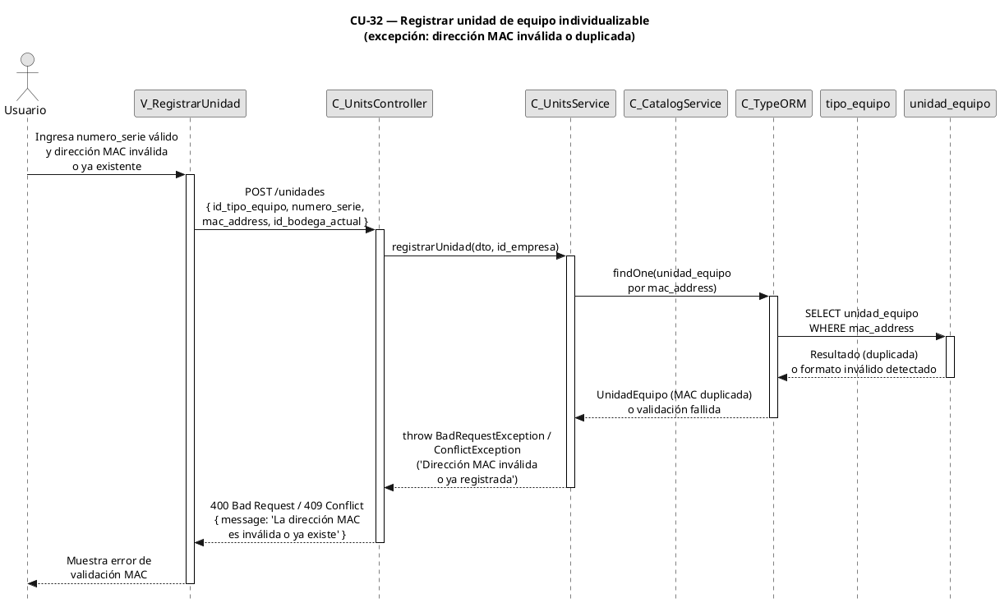 CU-32 — Registrar unidad de equipo individualizable
(excepción: dirección MAC inválida o duplicada)
Usuario
V_RegistrarUnidad
C_UnitsController
C_UnitsService
C_CatalogService
C_TypeORM
tipo_equipo
unidad_equipo
Ingresa numero_serie válido
y dirección MAC inválida
o ya existente
POST /unidades
{ id_tipo_equipo, numero_serie,
mac_address, id_bodega_actual }
registrarUnidad(dto, id_empresa)
findOne(unidad_equipo
por mac_address)
SELECT unidad_equipo
WHERE mac_address
Resultado (duplicada)
o formato inválido detectado
UnidadEquipo (MAC duplicada)
o validación fallida
throw BadRequestException /
ConflictException
('Dirección MAC inválida
o ya registrada')
400 Bad Request / 409 Conflict
{ message: 'La dirección MAC
es inválida o ya existe' }
Muestra error de
validación MAC